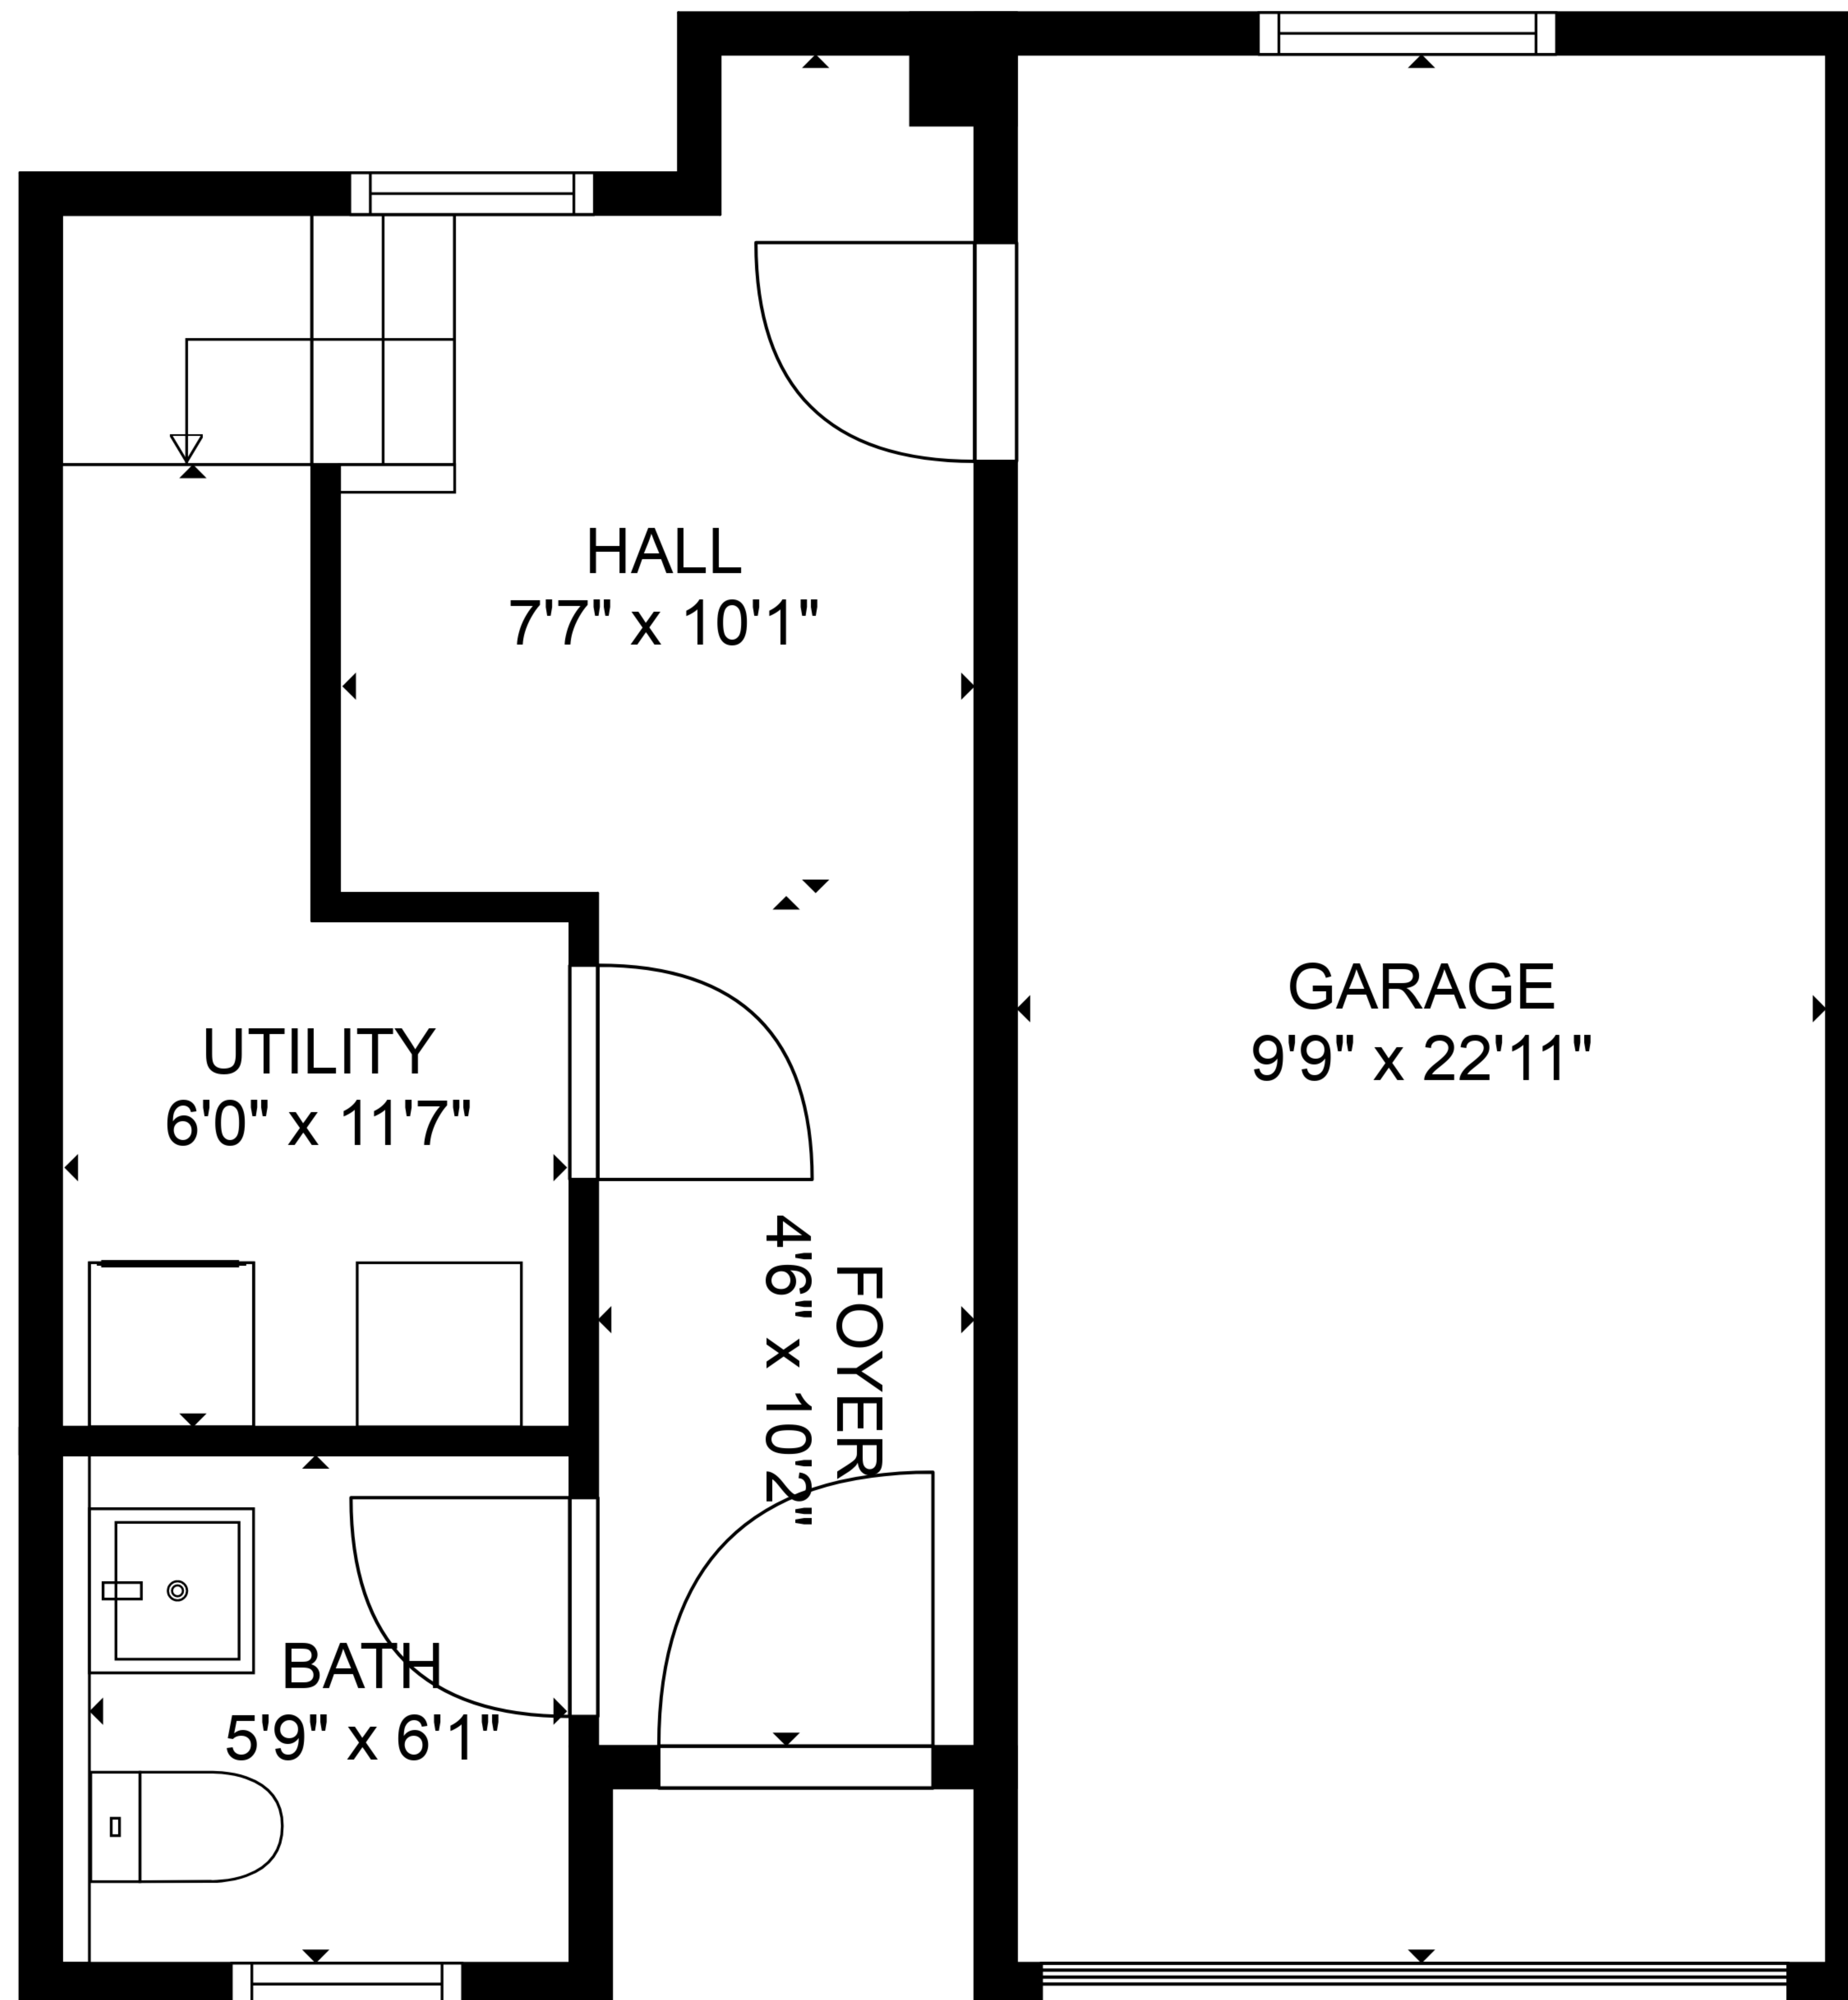 HALL
7'7" x 10'1"
GARAGE
9'9" x 22'11"
UTILITY
6'0" x 11'7"
FOYER
4'6" x 10'2"
BATH
5'9" x 6'1"